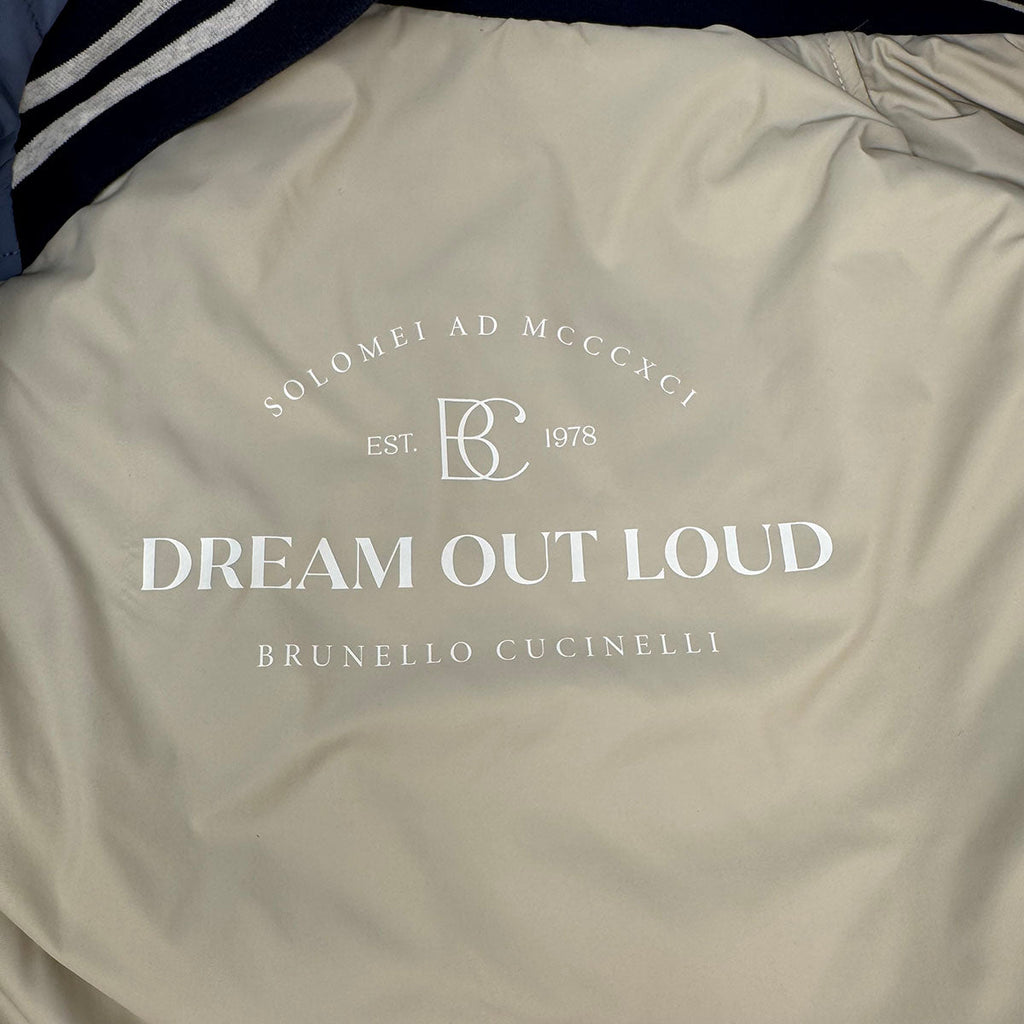 SOLOMEI AD MCCCXCI
EST. BC 1978
DREAM OUT LOUD
BRUNELLO CUCINELLI